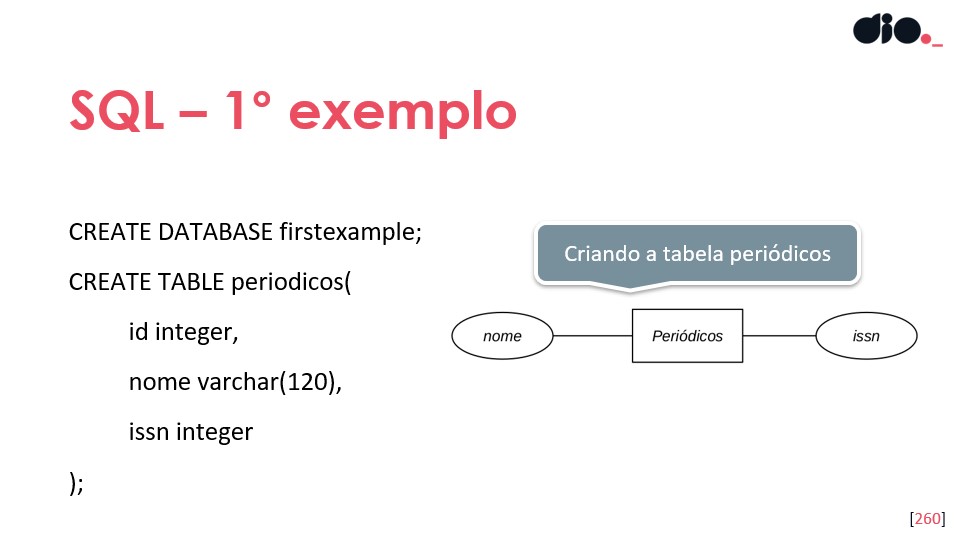 dio._
SQL – 1° exemplo
CREATE DATABASE firstexample;
CREATE TABLE periodicos(
id integer,
nome varchar(120),
issn integer
);
Criando a tabela periódicos
nome
Periódicos
issn
[260]